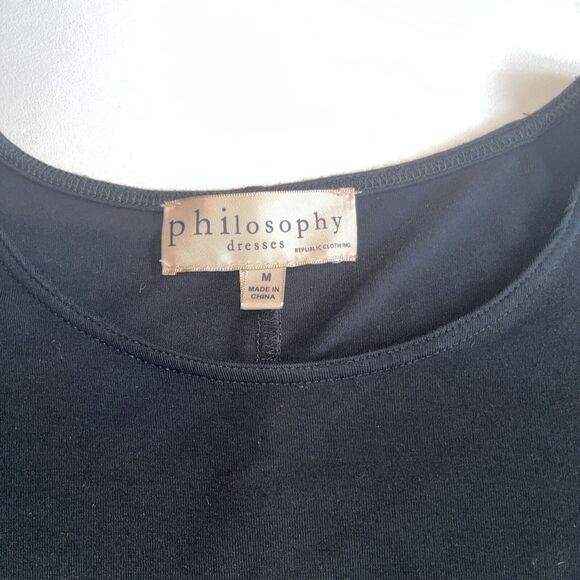 philosophy
dresses
REPUBLIC CLOTHING
M
MADE IN
CHINA